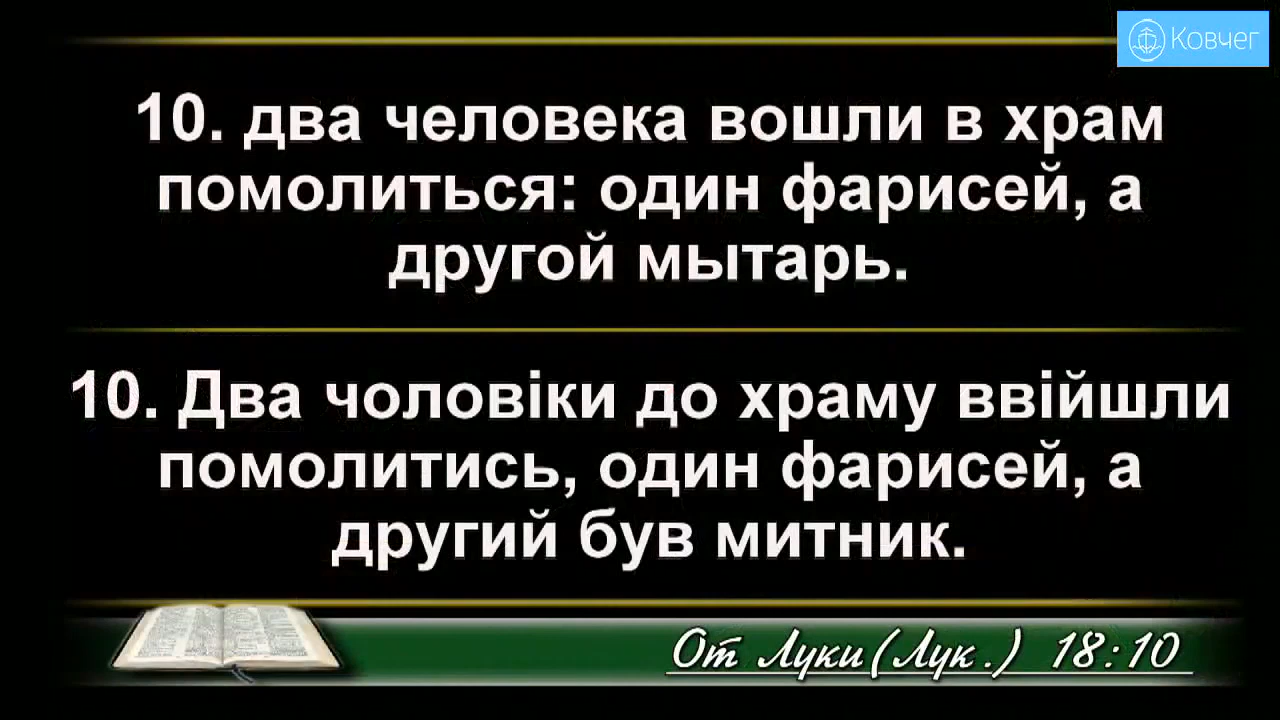 Ковчег
10. два человека вошли в храм
помолиться: один фарисей, а
другой мытарь.
10. Два чоловіки до храму ввійшли
помолитись, один фарисей, а
другий був митник.
От Луки(Лук.) 18:10